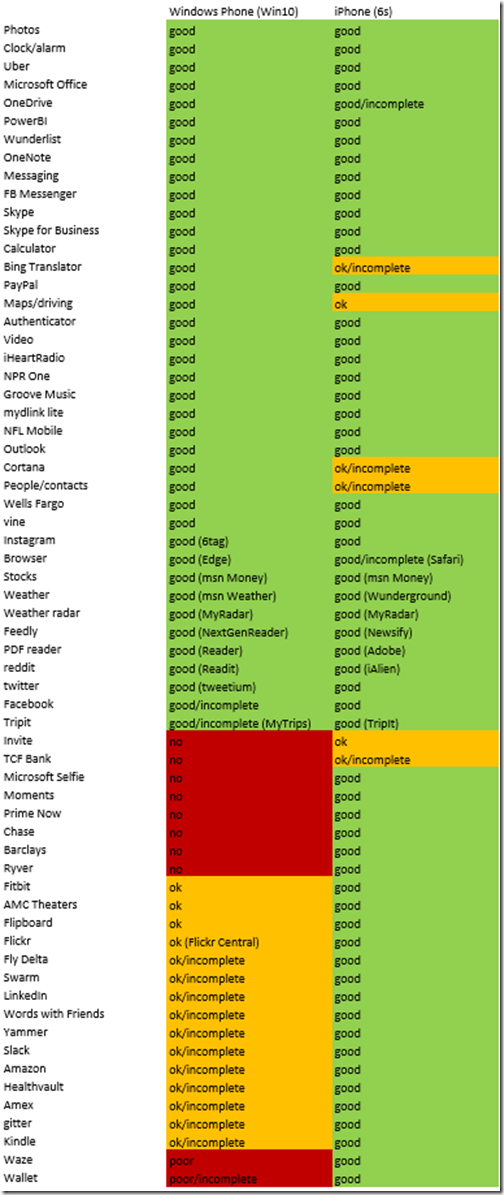 Windows Phone (Win10) iPhone (6s)
Photos good good
Clock/alarm good good
Uber good good
Microsoft Office good good
OneDrive good good/incomplete
PowerBI good good
Wunderlist good good
OneNote good good
Messaging good good
FB Messenger good good
Skype good good
Skype for Business good good
Calculator good good
Bing Translator good ok/incomplete
PayPal good good
Maps/driving good ok
Authenticator good good
Video good good
iHeartRadio good good
NPR One good good
Groove Music good good
mydlink lite good good
NFL Mobile good good
Outlook good good
Cortana good ok/incomplete
People/contacts good ok/incomplete
Wells Fargo good good
vine good good
Instagram good (6tag) good
Browser good (Edge) good/incomplete (Safari)
Stocks good (msn Money) good (msn Money)
Weather good (msn Weather) good (Wunderground)
Weather radar good (MyRadar) good (MyRadar)
Feedly good (NextGenReader) good (Newsify)
PDF reader good (Reader) good (Adobe)
reddit good (Readit) good (iAlien)
twitter good (tweetium) good
Facebook good/incomplete good
Tripit good/incomplete (MyTrips) good (TripIt)
Invite no ok
TCF Bank no ok/incomplete
Microsoft Selfie no good
Moments no good
Prime Now no good
Chase no good
Barclays no good
Ryver no good
Fitbit ok good
AMC Theaters ok good
Flipboard ok good
Flickr ok (Flickr Central) good
Fly Delta ok/incomplete good
Swarm ok/incomplete good
LinkedIn ok/incomplete good
Words with Friends ok/incomplete good
Yammer ok/incomplete good
Slack ok/incomplete good
Amazon ok/incomplete good
Healthvault ok/incomplete good
Amex ok/incomplete good
gitter ok/incomplete good
Kindle ok/incomplete good
Waze poor good
Wallet poor/incomplete good